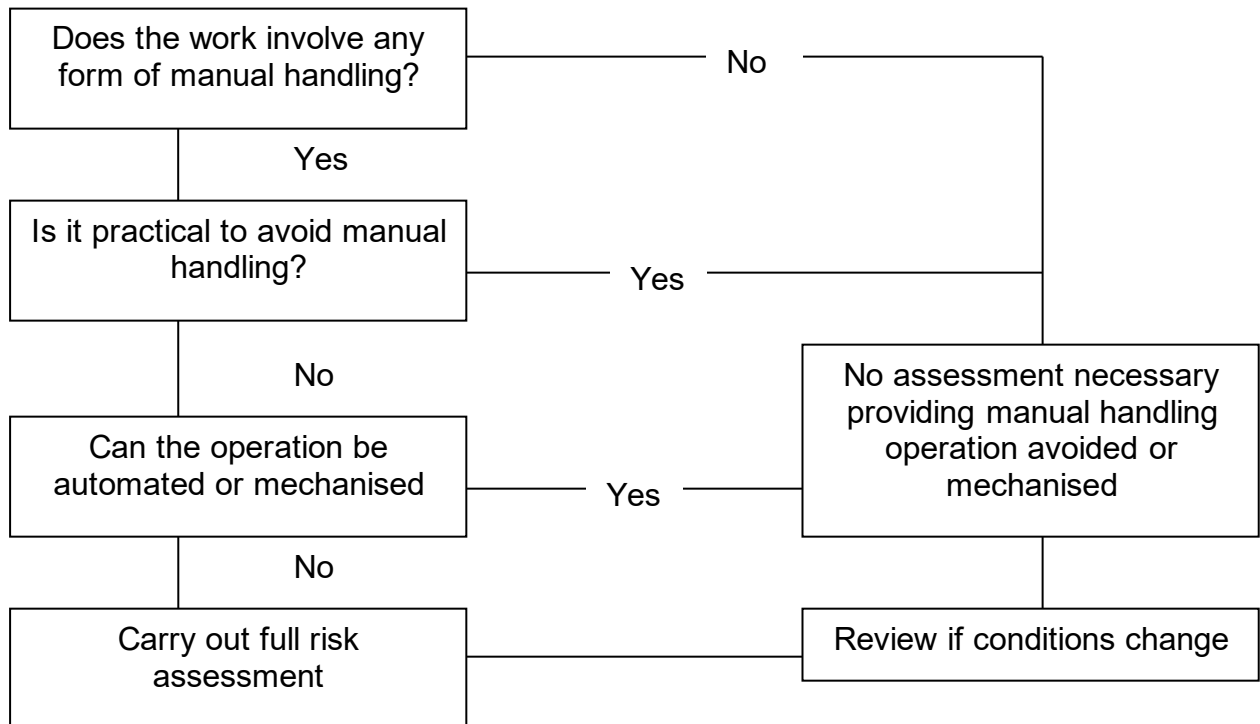 Does the work involve any
form of manual handling?
No
Yes
Is it practical to avoid manual
handling?
Yes
No
No assessment necessary
providing manual handling
operation avoided or
mechanised
Can the operation be
automated or mechanised
Yes
No
Carry out full risk
assessment
Review if conditions change